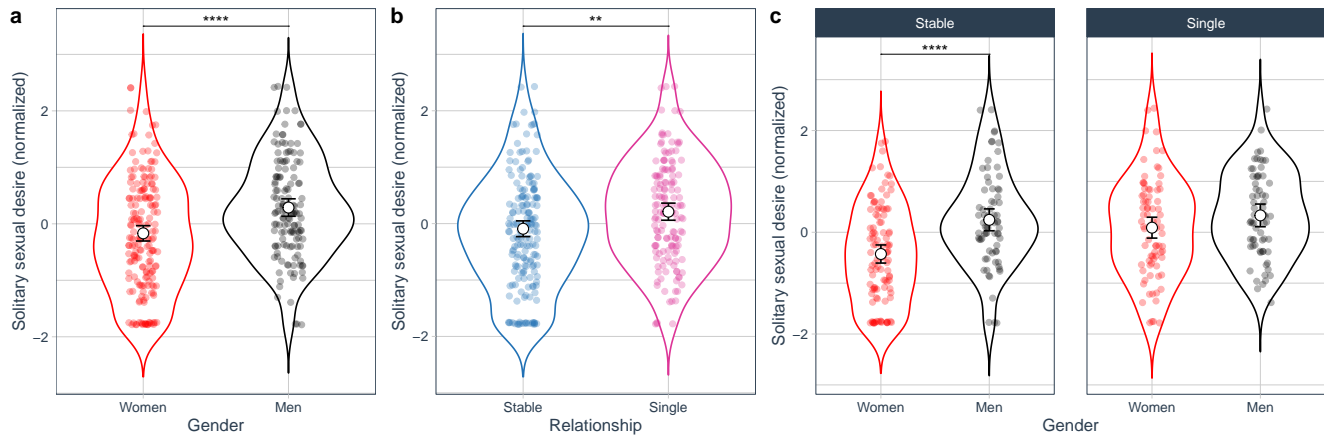 a
****
Solitary sexual desire (normalized)
2
0
−2
Women
Men
Gender
b
**
Solitary sexual desire (normalized)
2
0
−2
Stable
Single
Relationship
c
Stable
Single
****
Solitary sexual desire (normalized)
2
0
−2
Women
Men
Women
Men
Gender